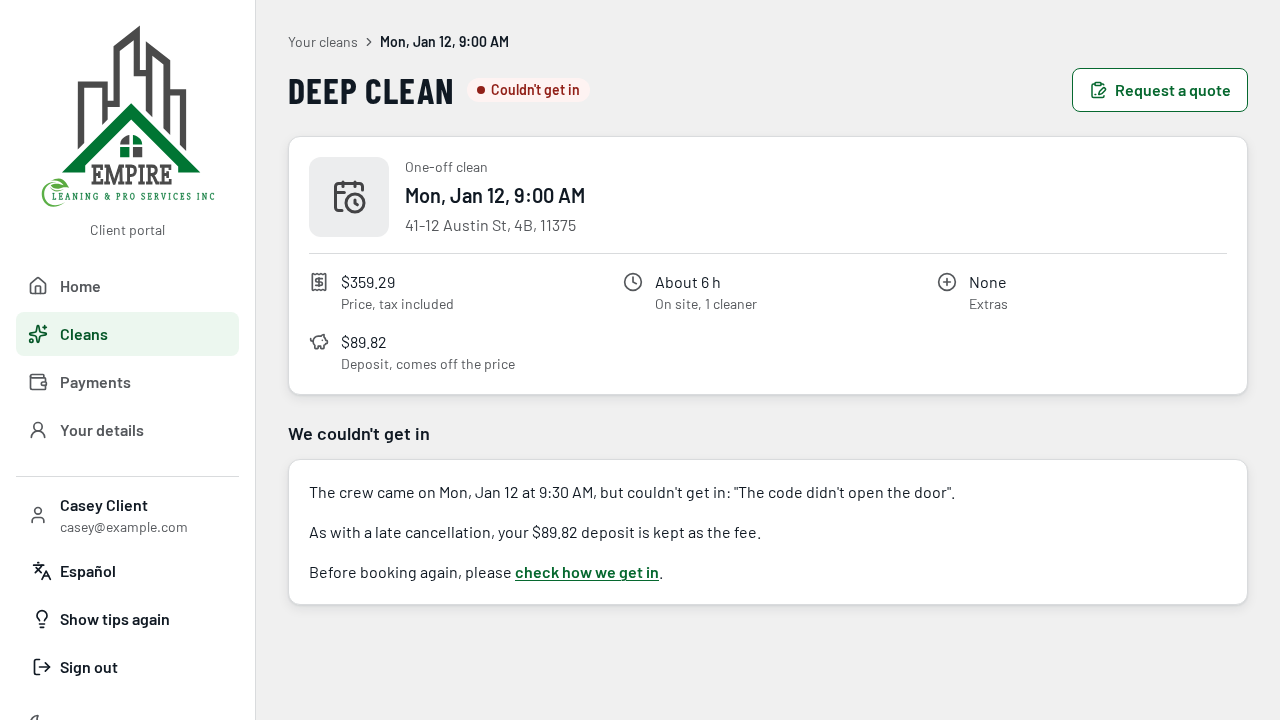 EMPIRE
LEANING & PRO SERVICES INC
Client portal
Home
Cleans
Payments
Your details
Casey Client
casey@example.com
Español
Show tips again
Sign out
Your cleans > Mon, Jan 12, 9:00 AM
DEEP CLEAN
Couldn't get in
Request a quote
One-off clean
Mon, Jan 12, 9:00 AM
41-12 Austin St, 4B, 11375
$359.29
Price, tax included
About 6 h
On site, 1 cleaner
None
Extras
$89.82
Deposit, comes off the price
We couldn't get in
The crew came on Mon, Jan 12 at 9:30 AM, but couldn't get in: "The code didn't open the door".
As with a late cancellation, your $89.82 deposit is kept as the fee.
Before booking again, please check how we get in.